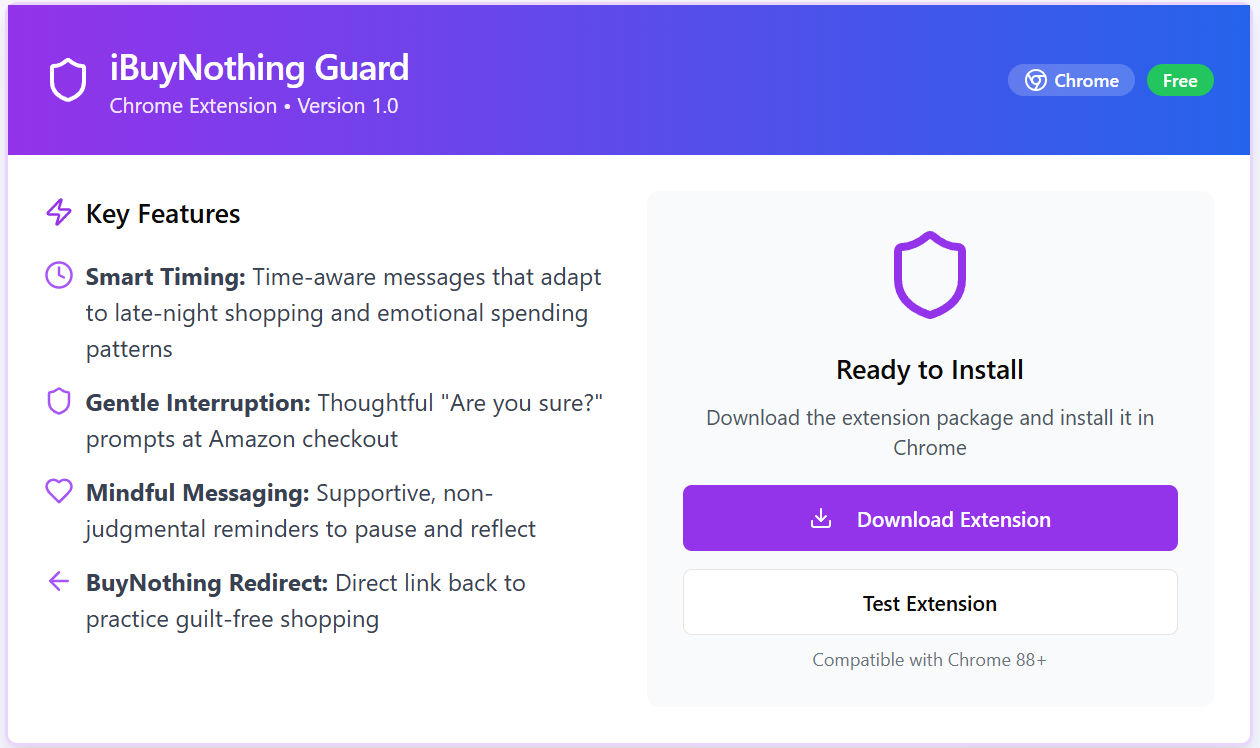 iBuyNothing Guard
Chrome Extension • Version 1.0
Chrome
Free
Key Features
Smart Timing: Time-aware messages that adapt
to late-night shopping and emotional spending
patterns
Gentle Interruption: Thoughtful "Are you sure?"
prompts at Amazon checkout
Mindful Messaging: Supportive, non-
judgmental reminders to pause and reflect
BuyNothing Redirect: Direct link back to
practice guilt-free shopping
Ready to Install
Download the extension package and install it in
Chrome
Download Extension
Test Extension
Compatible with Chrome 88+